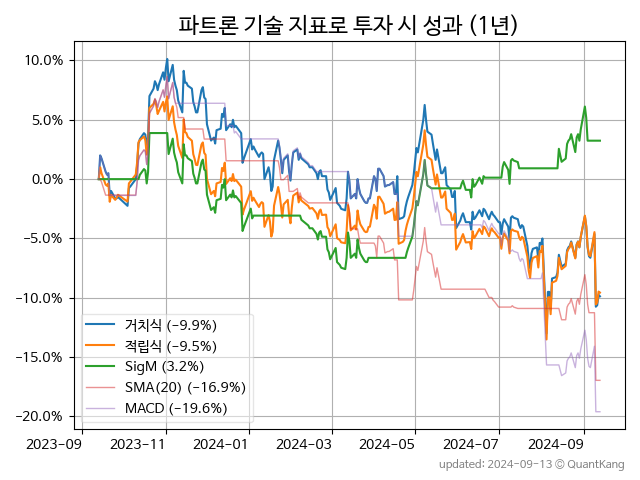 파트론 기술 지표로 투자 시 성과 (1년)
10.0%
5.0%
0.0%
−5.0%
−10.0%
−15.0%
−20.0%
거치식 (−9.9%)
적립식 (−9.5%)
SigM (3.2%)
SMA(20) (−16.9%)
MACD (−19.6%)
2023-09 2023-11 2024-01 2024-03 2024-05 2024-07 2024-09
updated: 2024-09-13 ⓒ QuantKang